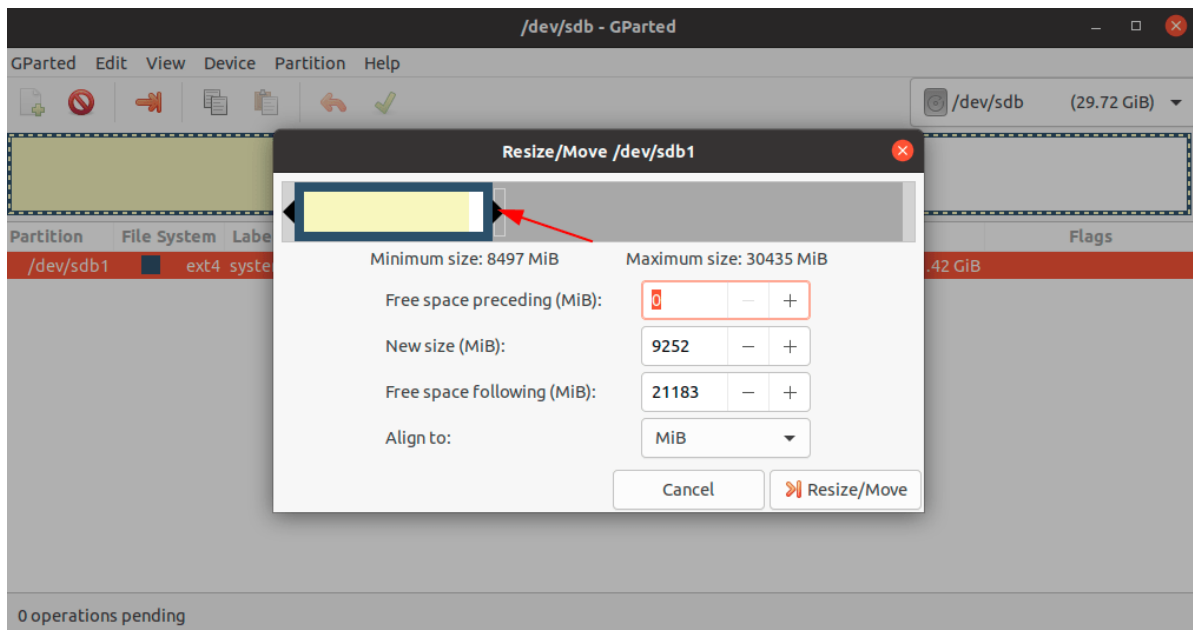 /dev/sdb - GParted
GParted Edit View Device Partition Help
/dev/sdb (29.72 GiB)
Resize/Move /dev/sdb1
Partition File System Labe Flags
/dev/sdb1 ext4 syste .42 GiB
Minimum size: 8497 MiB Maximum size: 30435 MiB
Free space preceding (MiB): 0
New size (MiB): 9252
Free space following (MiB): 21183
Align to: MiB
Cancel Resize/Move
0 operations pending